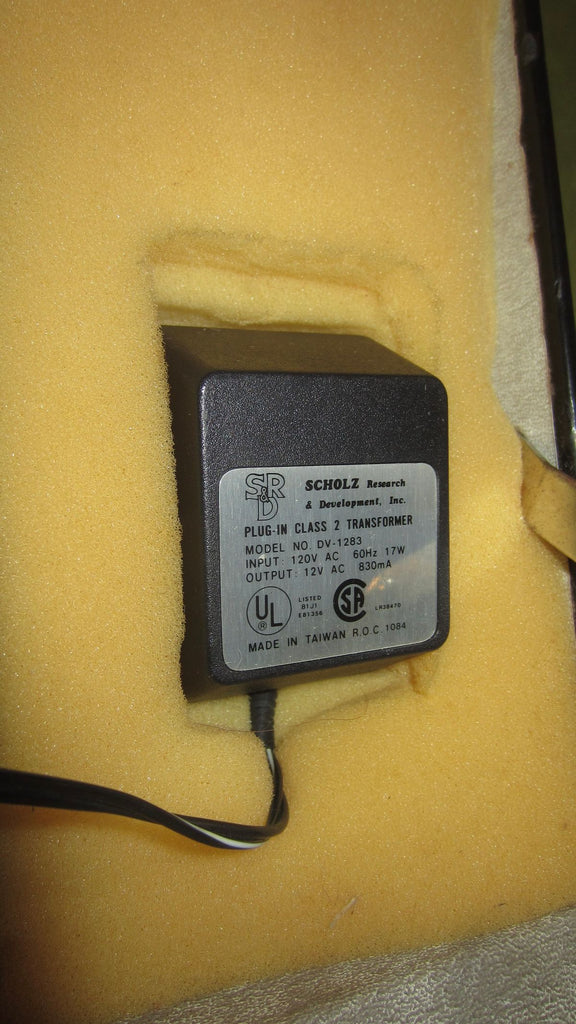 S&R D
SCHOLZ Research
& Development, Inc.
PLUG-IN CLASS 2 TRANSFORMER
MODEL NO. DV-1283
INPUT: 120V AC 60Hz 17W
OUTPUT: 12V AC 830mA
UL ®
LISTED
81J1
E81356
SA
LR38470
MADE IN TAIWAN R.O.C. 1084